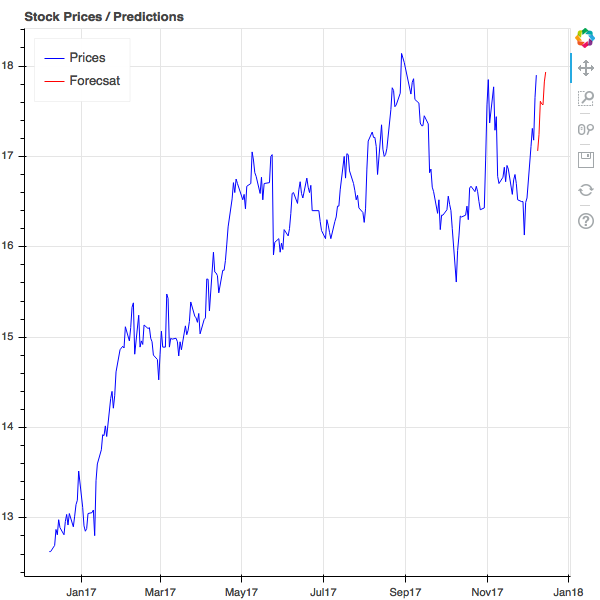 Stock Prices / Predictions
Prices
Forecsat
18
17
16
15
14
13
Jan17
Mar17
May17
Jul17
Sep17
Nov17
Jan18